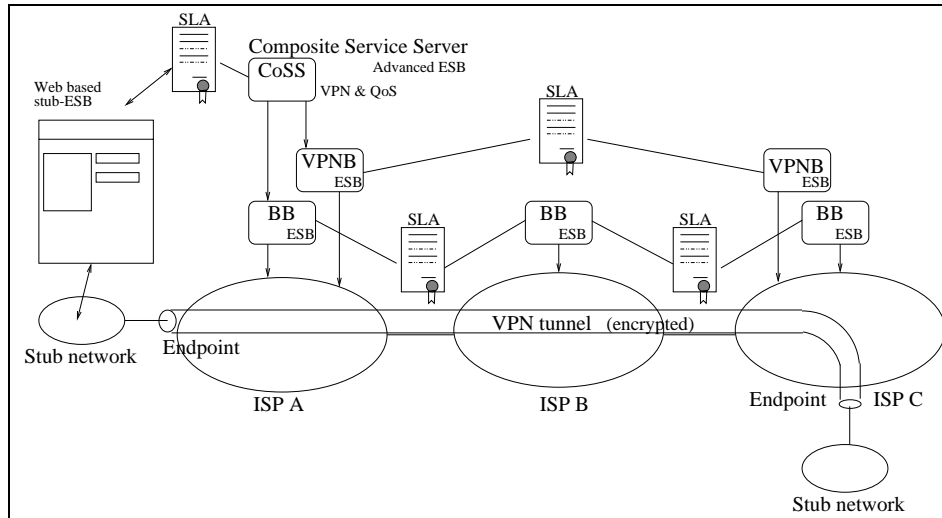 SLA
Composite Service Server
CoSS
Advanced ESB
VPN & QoS
Web based
stub-ESB
SLA
VPNB
ESB
VPNB
ESB
BB
ESB
SLA
BB
ESB
SLA
BB
ESB
VPN tunnel (encrypted)
Stub network
Endpoint
ISP A
ISP B
Endpoint
ISP C
Stub network